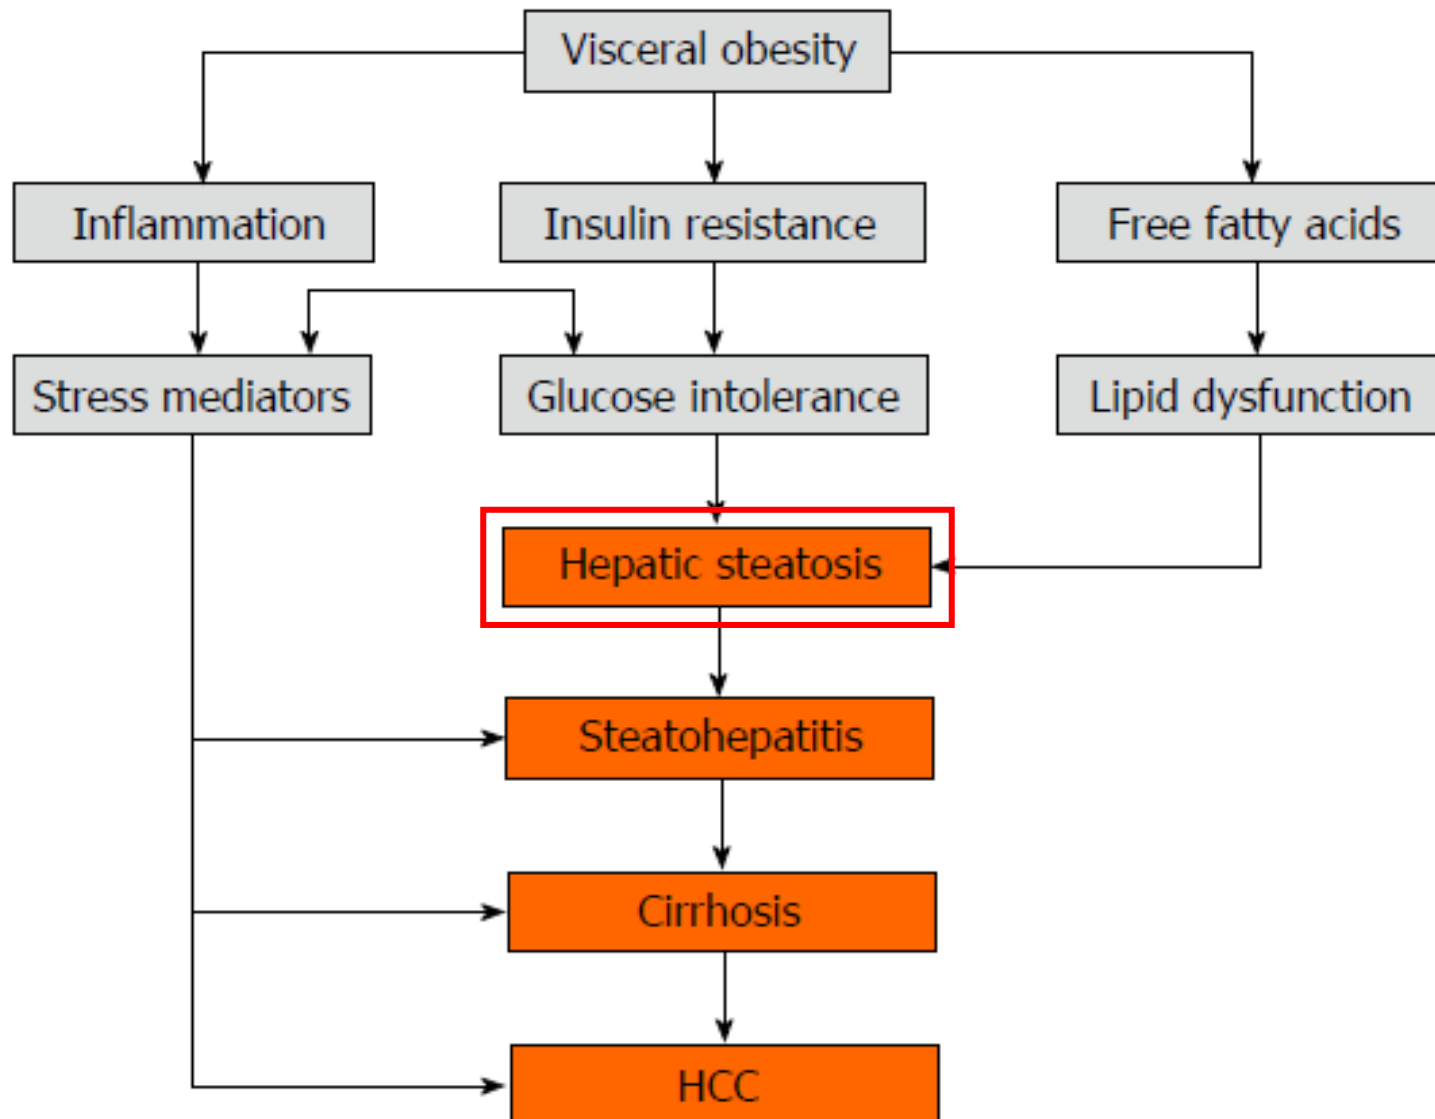 Visceral obesity
Inflammation
Insulin resistance
Free fatty acids
Stress mediators
Glucose intolerance
Lipid dysfunction
Hepatic steatosis
Steatohepatitis
Cirrhosis
HCC